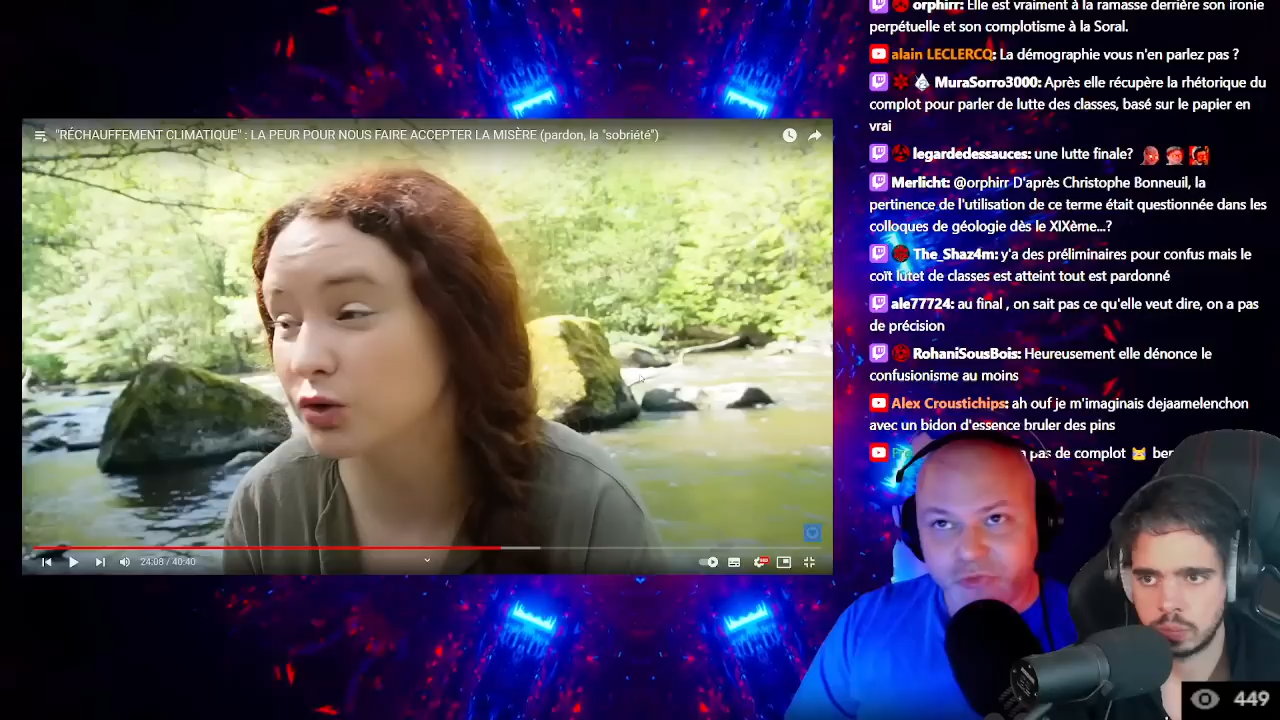 "RÉCHAUFFEMENT CLIMATIQUE" : LA PEUR POUR NOUS FAIRE ACCEPTER LA MISÈRE (pardon, la "sobriété")
24:08 / 40:40
orphirr: Elle est vraiment à la ramasse derrière son ironie
perpétuelle et son complotisme à la Soral.
alain LECLERCQ: La démographie vous n'en parlez pas ?
MuraSorro3000: Après elle récupère la rhétorique du
complot pour parler de lutte des classes, basé sur le papier en
vrai
legardedessauces: une lutte finale?
Merlicht: @orphirr D'après Christophe Bonneuil, la
pertinence de l'utilisation de ce terme était questionnée dans les
colloques de géologie dès le XIXème...?
The_Shaz4m: y'a des préliminaires pour confus mais le
coït lutet de classes est atteint tout est pardonné
ale77724: au final , on sait pas ce qu'elle veut dire, on a pas
de précision
RohaniSousBois: Heureusement elle dénonce le
confusionisme au moins
Alex Croustichips: ah ouf je m'imaginais dejaamelenchon
avec un bidon d'essence bruler des pins
pas de complot
449